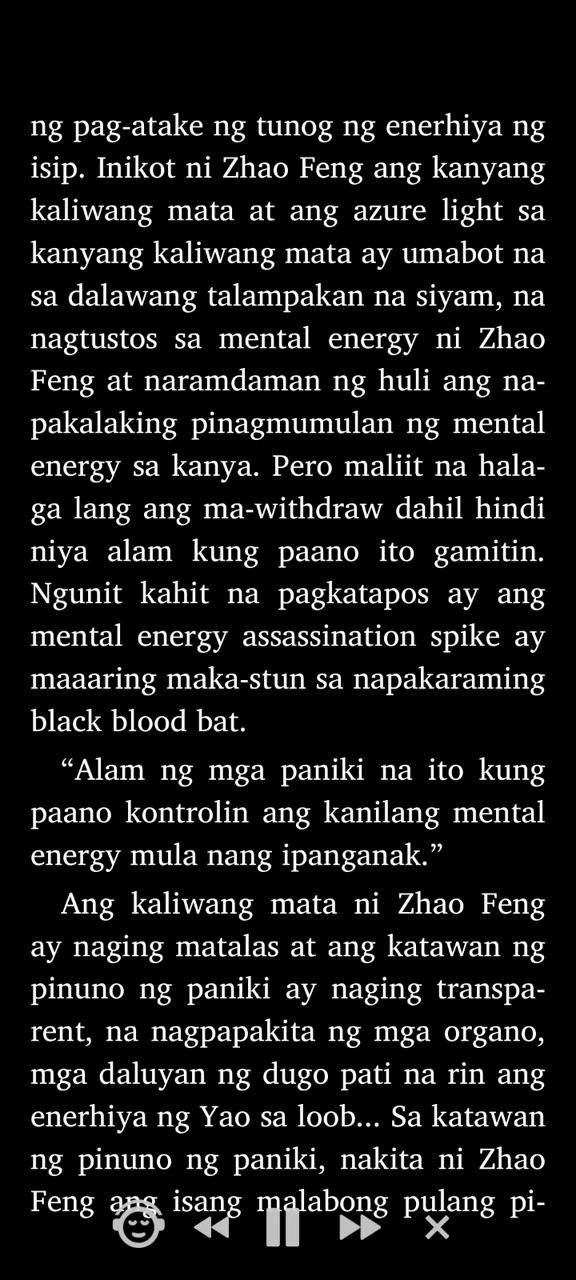 ng pag-atake ng tunog ng enerhiya ng
isip. Inikot ni Zhao Feng ang kanyang
kaliwang mata at ang azure light sa
kanyang kaliwang mata ay umabot na
sa dalawang talampakan na siyam, na
nagtustos sa mental energy ni Zhao
Feng at naramdaman ng huli ang na-
pakalaking pinagmumulan ng mental
energy sa kanya. Pero maliit na hala-
ga lang ang ma-withdraw dahil hindi
niya alam kung paano ito gamitin.
Ngunit kahit na pagkatapos ay ang
mental energy assassination spike ay
maaaring maka-stun sa napakaraming
black blood bat.
“Alam ng mga paniki na ito kung
paano kontrolin ang kanilang mental
energy mula nang ipanganak.”
Ang kaliwang mata ni Zhao Feng
ay naging matalas at ang katawan ng
pinuno ng paniki ay naging transpa-
rent, na nagpapakita ng mga organo,
mga daluyan ng dugo pati na rin ang
enerhiya ng Yao sa loob... Sa katawan
ng pinuno ng paniki, nakita ni Zhao
Feng ang isang malabong pulang pi-